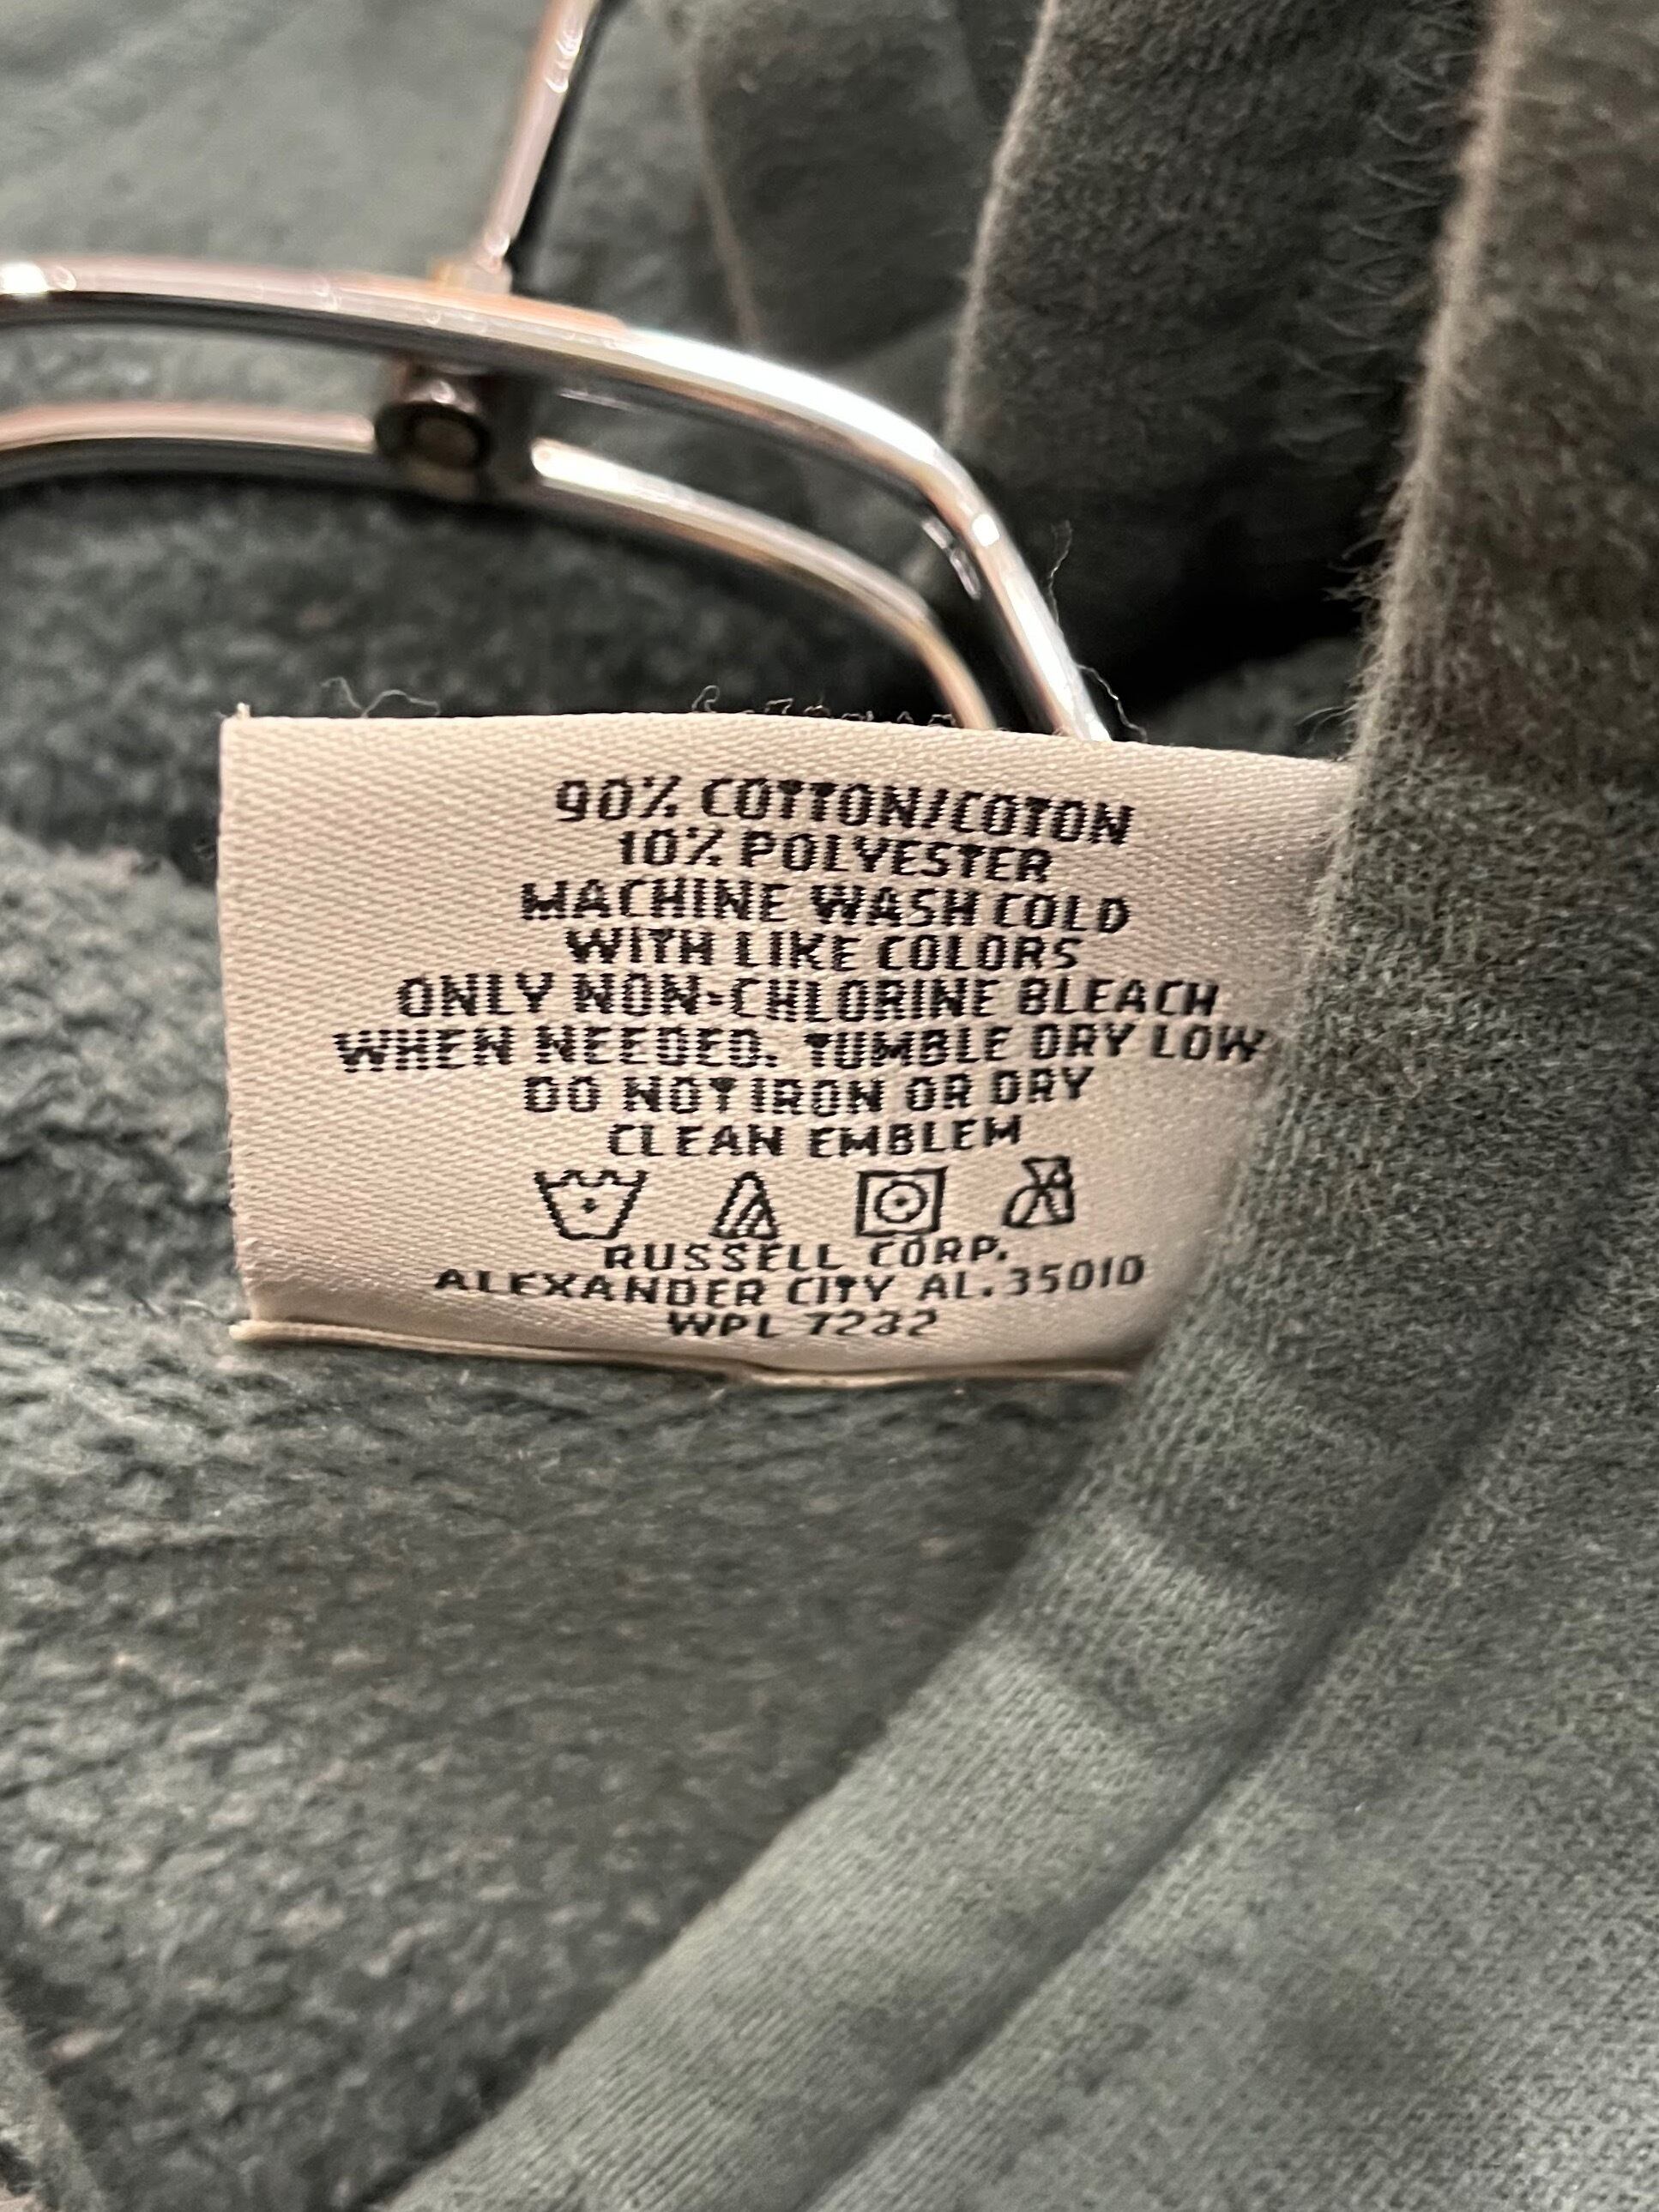 90% COTTON/COTON
10% POLYESTER
MACHINE WASH COLD
WITH LIKE COLORS
ONLY NON-CHLORINE BLEACH
WHEN NEEDED. TUMBLE DRY LOW
DO NOT IRON OR DRY
CLEAN EMBLEM
RUSSELL CORP.
ALEXANDER CITY AL. 35010
WPL 7232